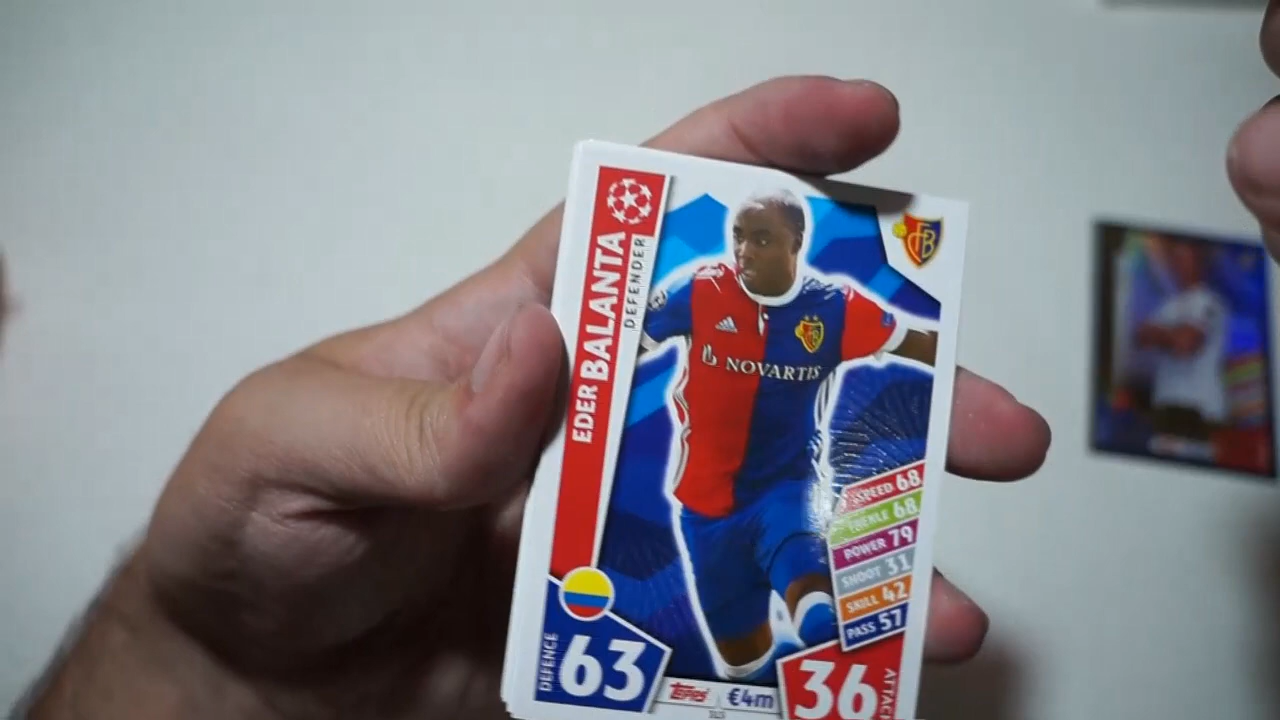 EDER BALANTA
DEFENDER
FCB
NOVARTIS
SPEED 68
TACKLE 68
POWER 79
SHOOT 31
SKILL 42
PASS 57
DEFENCE 63
Topps
€4m
36 ATTACK